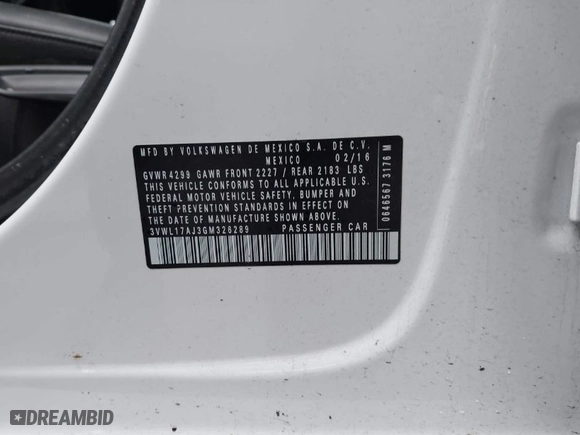 MFD BY VOLKSWAGEN DE MEXICO S.A. DE C.V.
MEXICO 02/16
GVWR 4299 GAWR FRONT 2227 / REAR 2183 LBS
THIS VEHICLE CONFORMS TO ALL APPLICABLE U.S.
FEDERAL MOTOR VEHICLE SAFETY, BUMPER AND
THEFT PREVENTION STANDARDS IN EFFECT ON
THE DATE OF MANUFACTURE SHOWN ABOVE.
3VWL17AJ3GM326289 PASSENGER CAR
0646567 3176 M
DREAMBID